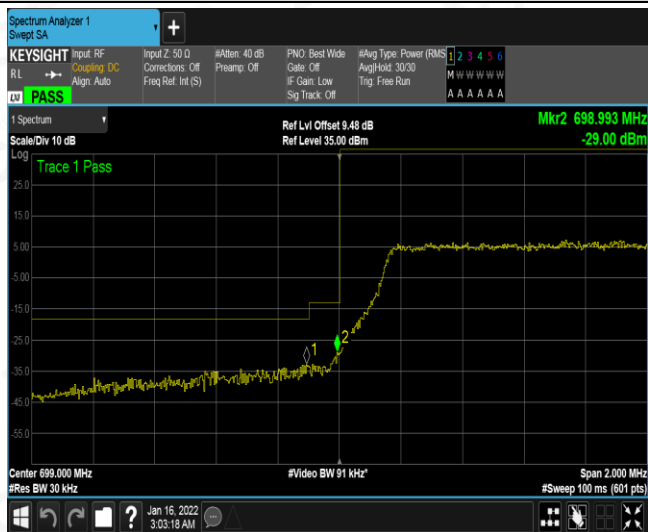 Spectrum Analyzer 1
Swept SA
+
KEYSIGHT
RL
Input: RF
Coupling: DC
Align: Auto
Input Z: 50 Ω
Corrections: Off
Freq Ref: Int (S)
#Atten: 40 dB
Preamp: Off
PNO: Best Wide
Gate: Off
IF Gain: Low
Sig Track: Off
#Avg Type: Power (RMS
Avg|Hold: 30/30
Trig: Free Run
1 2 3 4 5 6
M W W W W W
A A A A A A
LXI PASS
1 Spectrum
Scale/Div 10 dB
Ref Lvl Offset 9.48 dB
Ref Level 35.00 dBm
Mkr2 698.993 MHz
-29.00 dBm
Log
Trace 1 Pass
25.0
15.0
5.00
-5.00
-15.0
-25.0
-35.0
-45.0
-55.0
1
2
Center 699.000 MHz
#Res BW 30 kHz
#Video BW 91 kHz*
Span 2.000 MHz
#Sweep 100 ms (601 pts)
?
Jan 16, 2022
3:03:18 AM